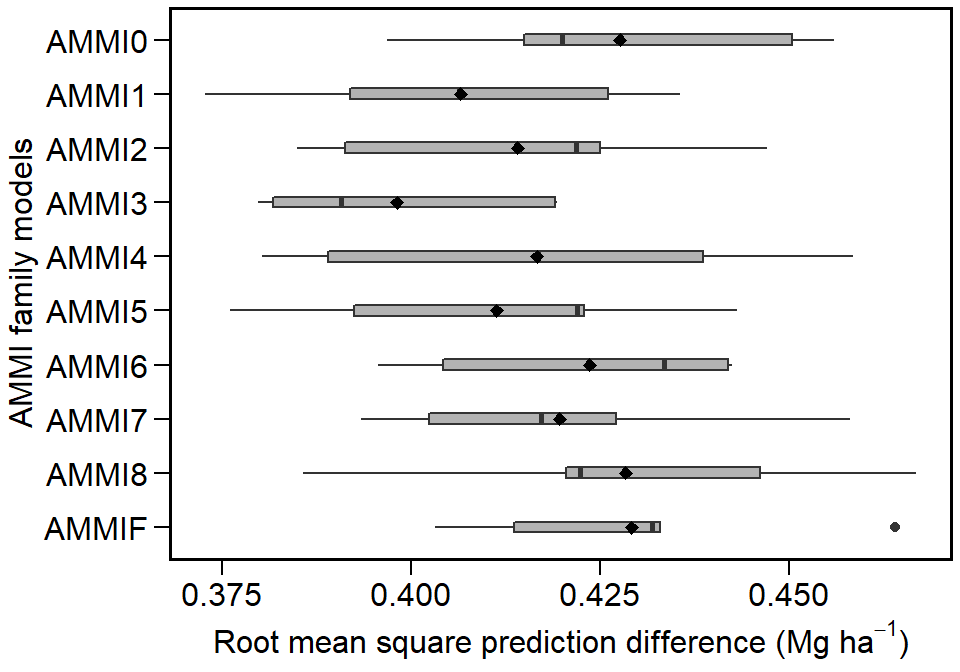 AMMI family models
AMMI0
AMMI1
AMMI2
AMMI3
AMMI4
AMMI5
AMMI6
AMMI7
AMMI8
AMMIF
0.375 0.400 0.425 0.450
Root mean square prediction difference (Mg ha⁻¹)